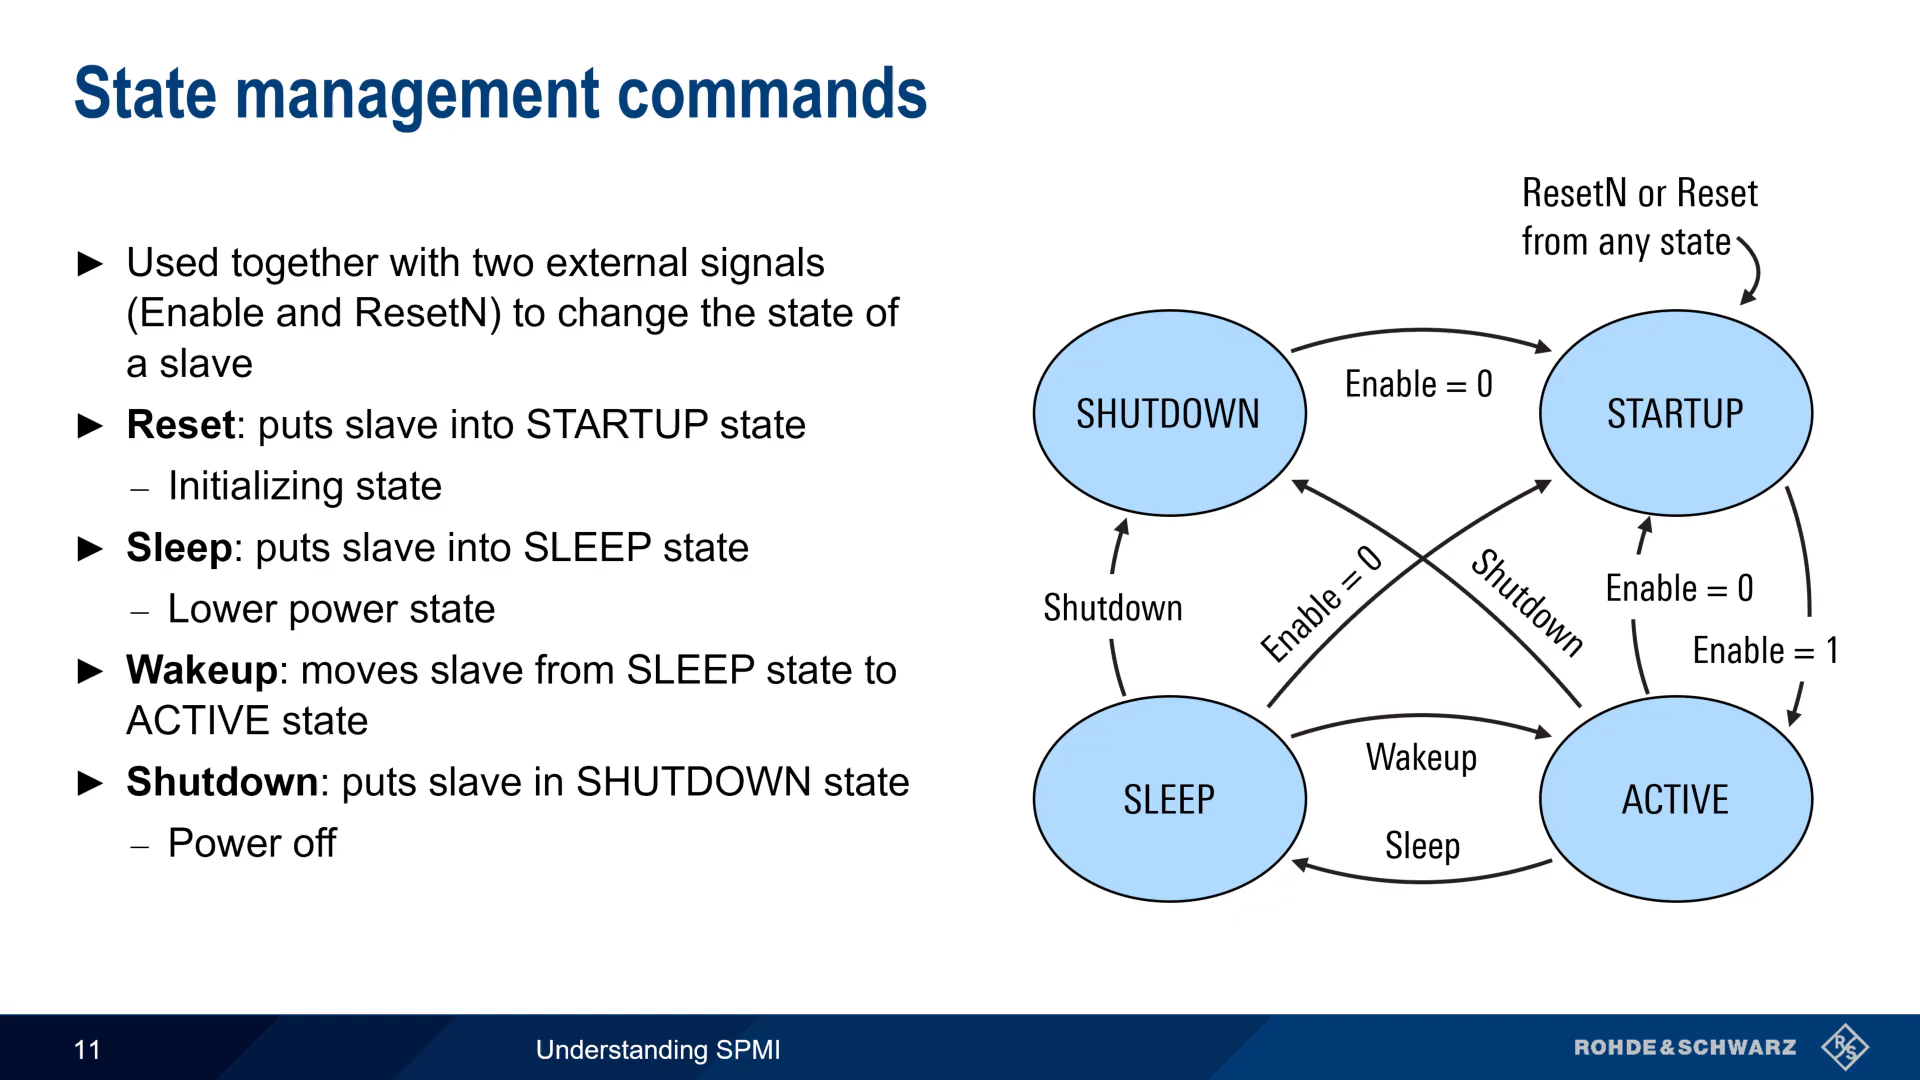 State management commands
► Used together with two external signals
(Enable and ResetN) to change the state of
a slave
► Reset: puts slave into STARTUP state
– Initializing state
► Sleep: puts slave into SLEEP state
– Lower power state
► Wakeup: moves slave from SLEEP state to
ACTIVE state
► Shutdown: puts slave in SHUTDOWN state
– Power off
ResetN or Reset
from any state
SHUTDOWN
Enable = 0
STARTUP
Shutdown
Enable = 0
Shutdown
Enable = 0
Enable = 1
SLEEP
Wakeup
Sleep
ACTIVE
11
Understanding SPMI
ROHDE & SCHWARZ
R S